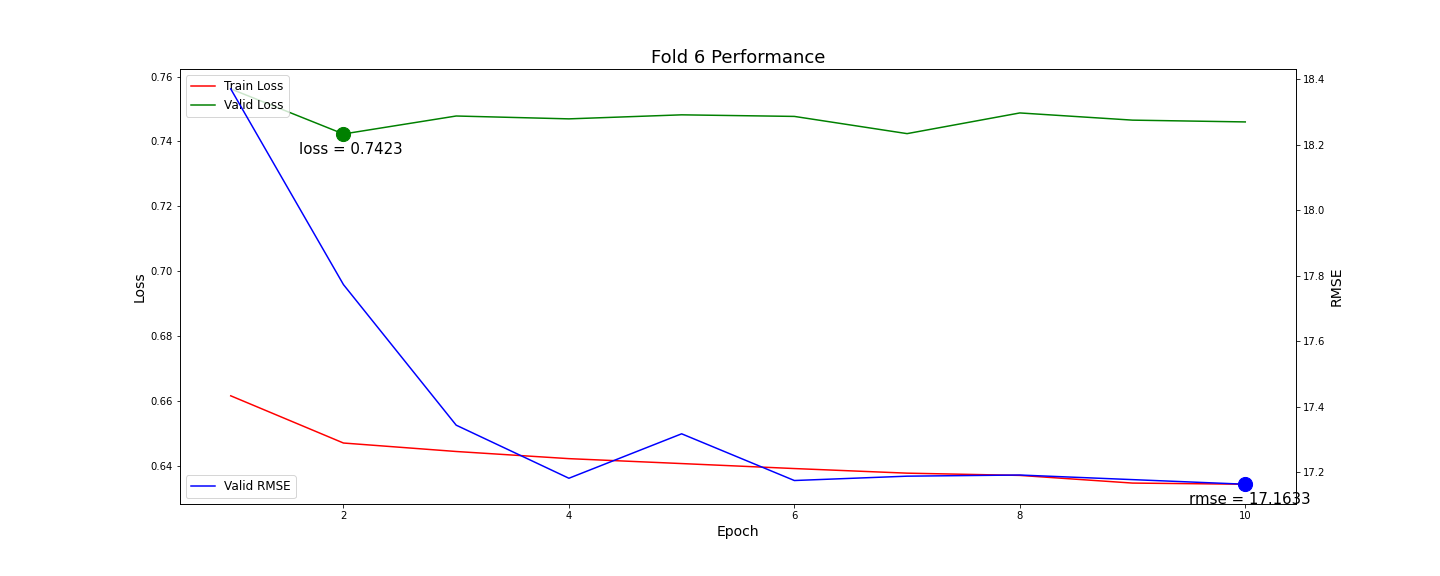 Fold 6 Performance
Train Loss
Valid Loss
Valid RMSE
loss = 0.7423
rmse = 17.1633
Loss
0.76
0.74
0.72
0.70
0.68
0.66
0.64
RMSE
18.4
18.2
18.0
17.8
17.6
17.4
17.2
2
4
6
8
10
Epoch